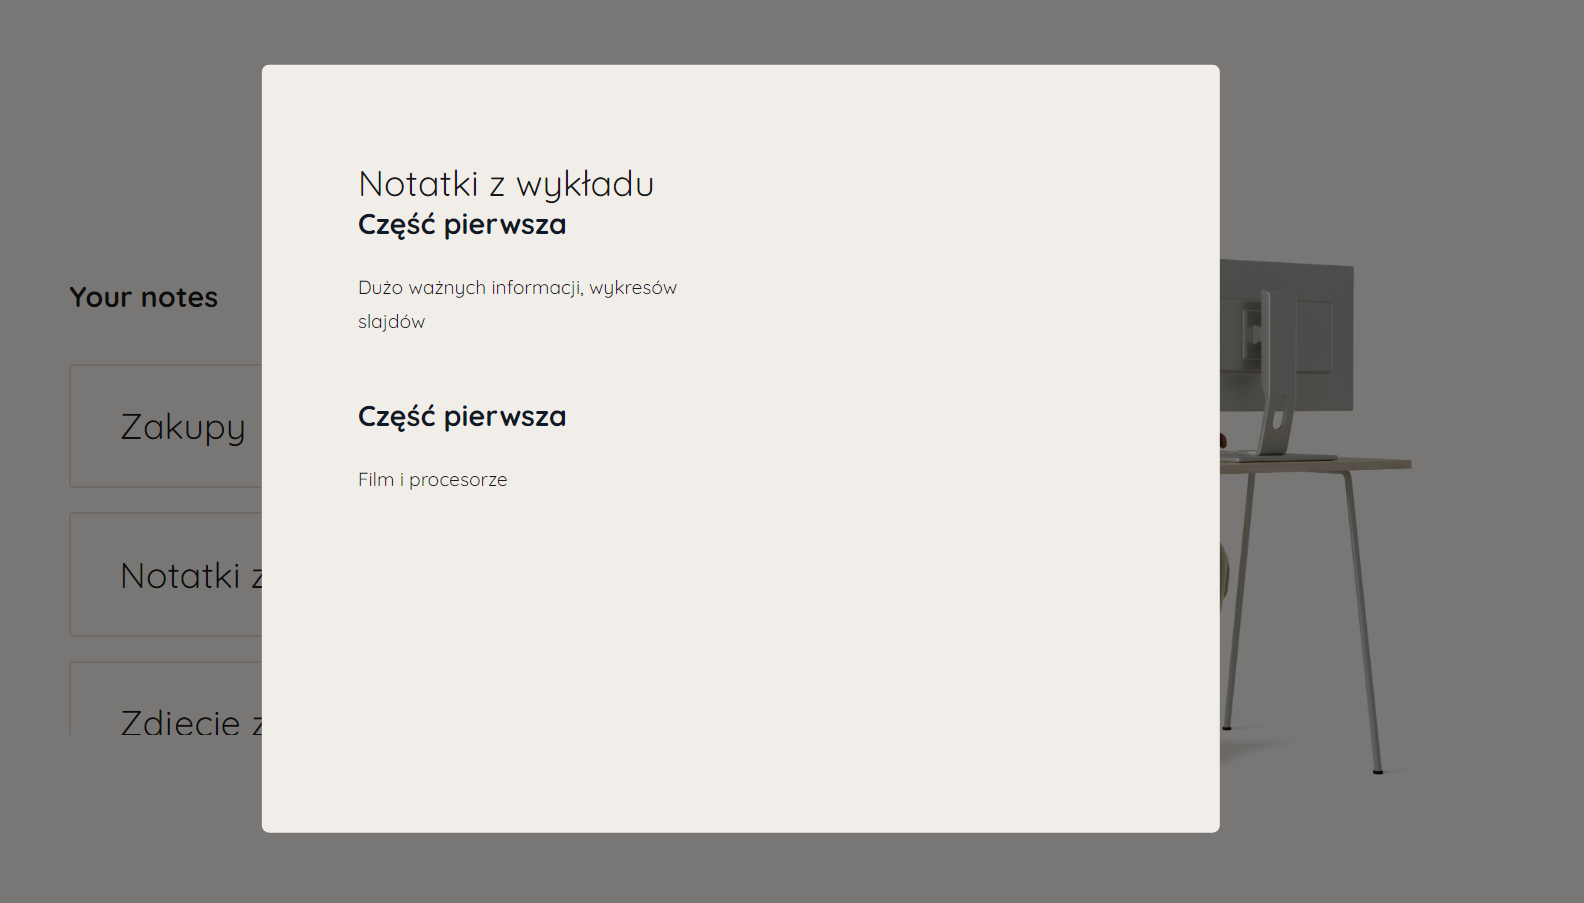 Notatki z wykładu
Część pierwsza
Dużo ważnych informacji, wykresów
slajdów
Część pierwsza
Film i procesorze
Your notes
Zakupy
Notatki z
Zdiecie z